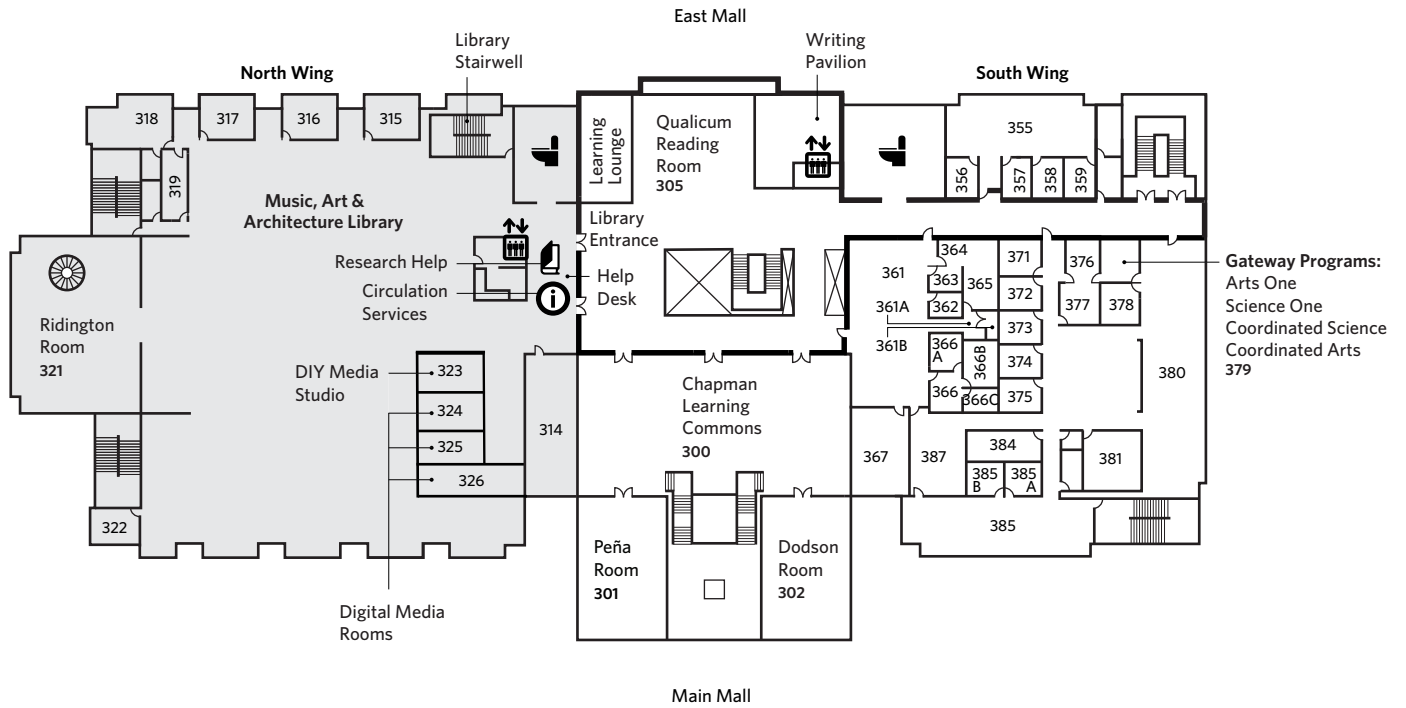 East Mall
Library
Stairwell
Writing
Pavilion
North Wing
South Wing
318
317
316
315
319
Learning
Lounge
Qualicum
Reading
Room
305
355
356
357
358
359
Music, Art &
Architecture Library
Library
Entrance
Research Help
Circulation
Services
Help
Desk
i
Ridington
Room
321
361
364
363
362
365
361A
361B
371
372
373
374
375
376
377
378
Gateway Programs:
Arts One
Science One
Coordinated Science
Coordinated Arts
379
366
A
366B
366
366C
380
DIY Media
Studio
323
324
325
326
314
Chapman
Learning
Commons
300
367
387
384
385
B
385
A
381
385
322
Peña
Room
301
Dodson
Room
302
Digital Media
Rooms
Main Mall